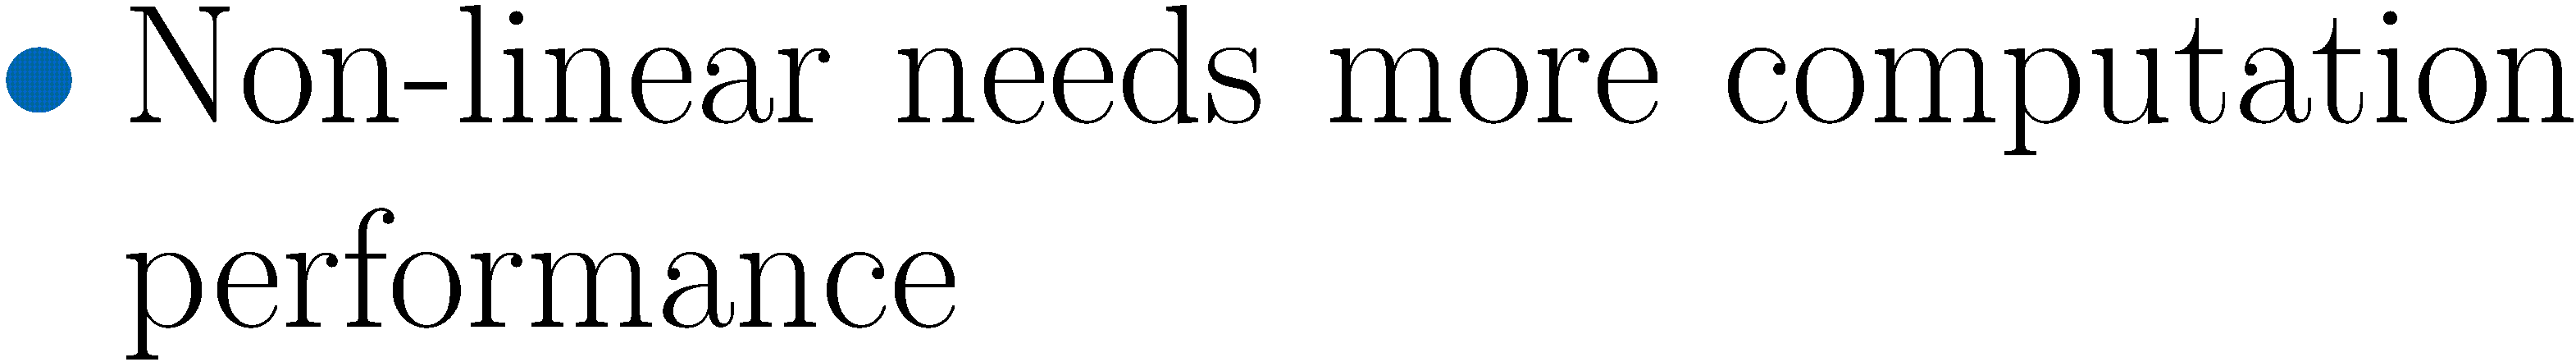 • Non-linear needs more computation
performance